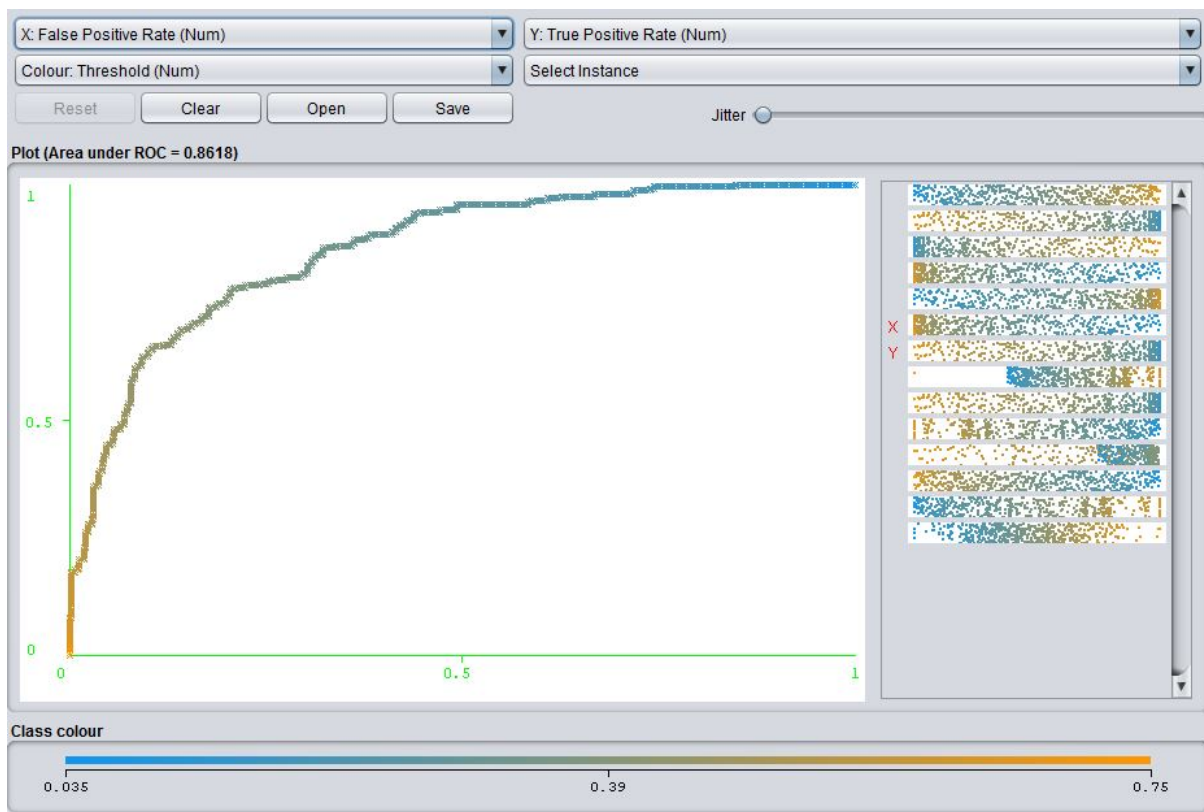 X: False Positive Rate (Num)
Y: True Positive Rate (Num)
Colour: Threshold (Num)
Select Instance
Reset
Clear
Open
Save
Jitter
Plot (Area under ROC = 0.8618)
1
0.5
0
0
0.5
1
X
Y
Class colour
0.035
0.39
0.75